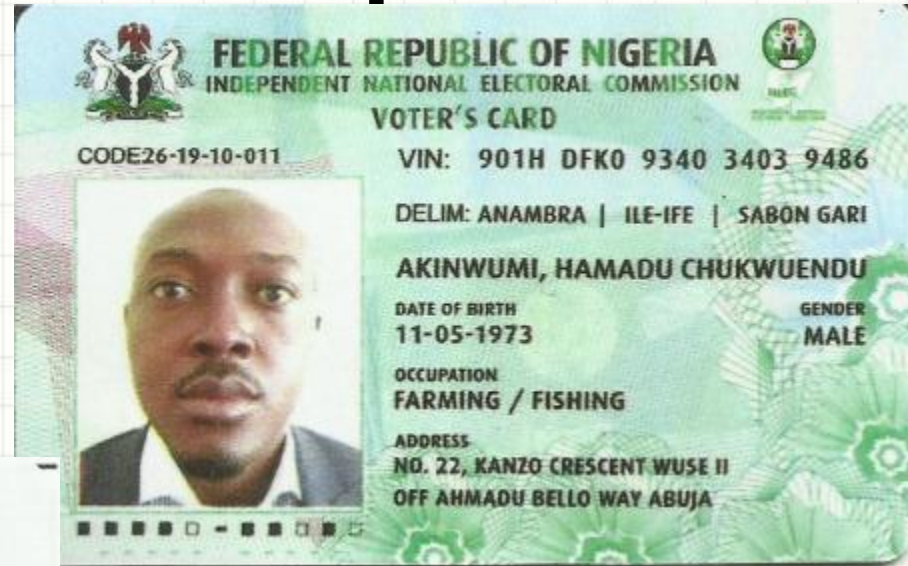 FEDERAL REPUBLIC OF NIGERIA
INDEPENDENT NATIONAL ELECTORAL COMMISSION
VOTER'S CARD
CODE26-19-10-011
VIN: 901H DFK0 9340 3403 9486
DELIM: ANAMBRA | ILE-IFE | SABON GARI
AKINWUMI, HAMADU CHUKWUENDU
DATE OF BIRTH
11-05-1973
GENDER
MALE
OCCUPATION
FARMING / FISHING
ADDRESS
NO. 22, KANZO CRESCENT WUSE II
OFF AHMADU BELLO WAY ABUJA